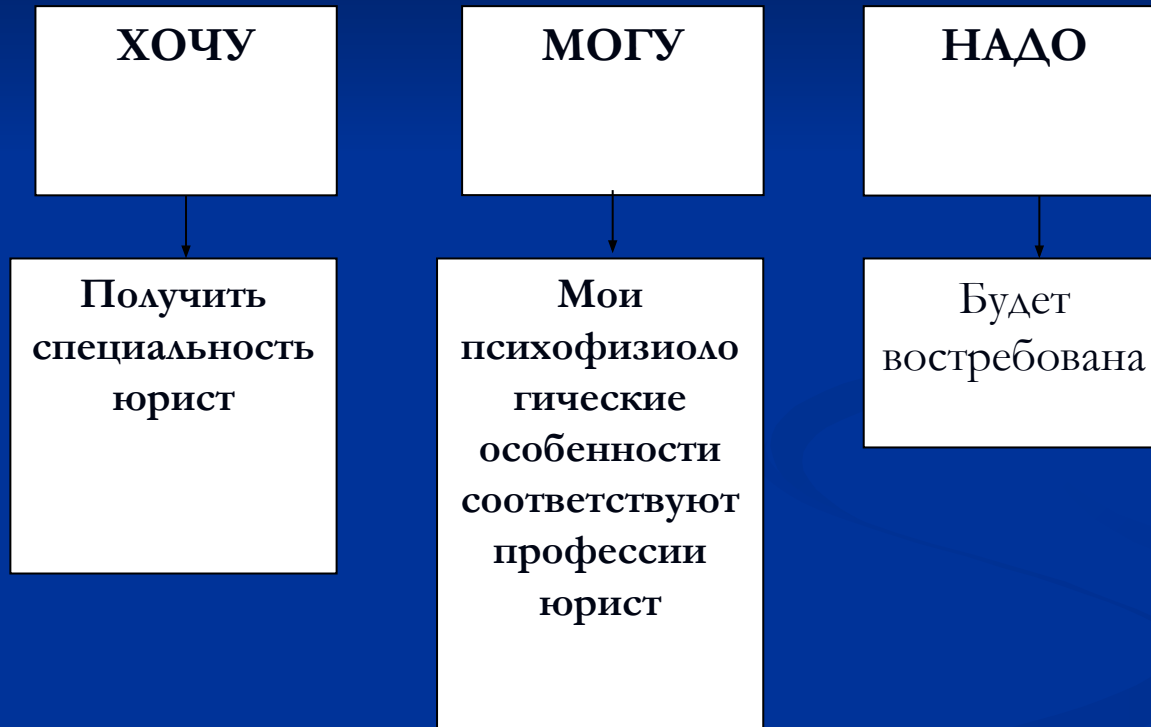 ХОЧУ
МОГУ
НАДО
Получить
специальность
юрист
Мои
психофизиоло
гические
особенности
соответствуют
профессии
юрист
Будет
востребована